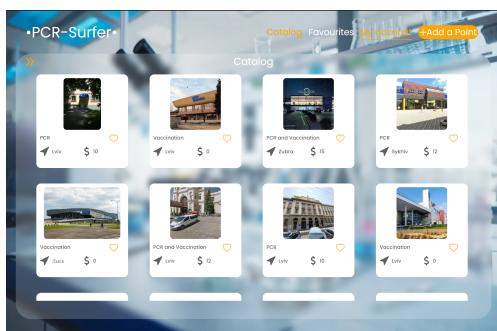 •PCR-Surfer•
Catalog Favourites +Add a Point
Catalog
PCR
Lviv $ 10
Vaccination
Lviv $ 0
PCR and Vaccination
Zubra $ 15
PCR
Sykhiv $ 12
Vaccination
$ 0
PCR and Vaccination
Lviv $ 12
PCR
Lviv $ 10
Vaccination
Lviv $ 0